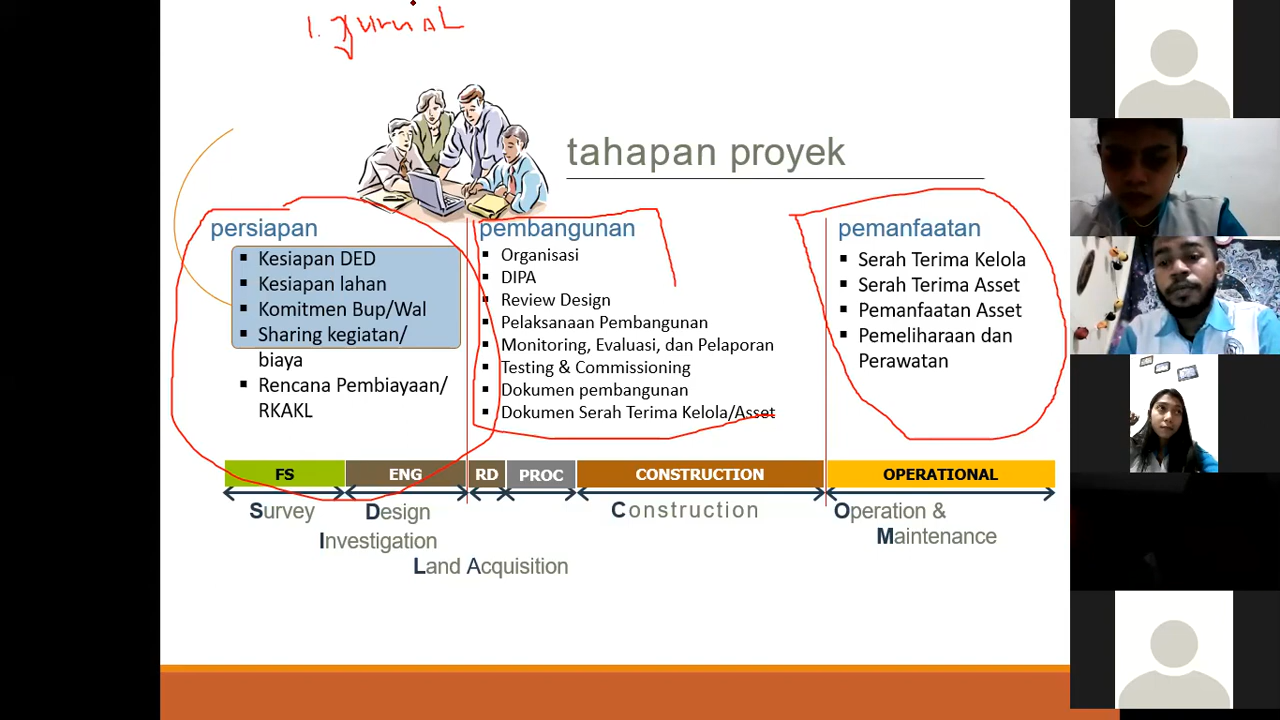 1. JurnaL
tahapan proyek
persiapan
▪ Kesiapan DED
▪ Kesiapan lahan
▪ Komitmen Bup/Wal
▪ Sharing kegiatan/
biaya
▪ Rencana Pembiayaan/
RKAKL
pembangunan
▪ Organisasi
▪ DIPA
▪ Review Design
▪ Pelaksanaan Pembangunan
▪ Monitoring, Evaluasi, dan Pelaporan
▪ Testing & Commissioning
▪ Dokumen pembangunan
▪ Dokumen Serah Terima Kelola/Asset
pemanfaatan
▪ Serah Terima Kelola
▪ Serah Terima Asset
▪ Pemanfaatan Asset
▪ Pemeliharaan dan
Perawatan
FS ENG RD PROC CONSTRUCTION OPERATIONAL
Survey Design Construction Operation &
Investigation Maintenance
Land Acquisition